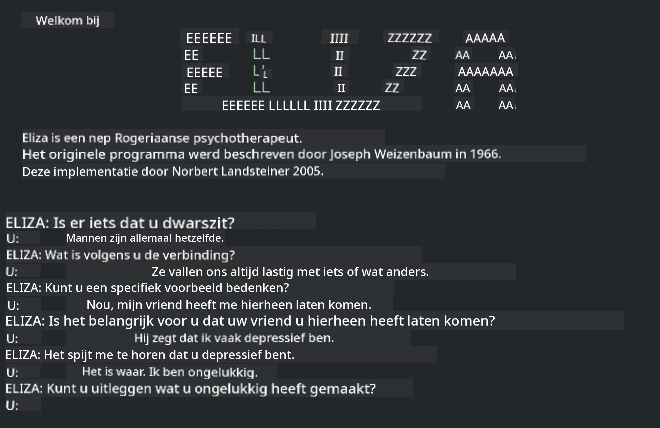 Welkom bij
EEEEEE ILL IIII ZZZZZZ AAAAA
EE LL II ZZ AA AA
EEEEE LL II ZZZ AAAAAAA
EE LL II ZZ AA AA
EEEEEE LLLLLL IIII ZZZZZZ AA AA
Eliza is een nep Rogeriaanse psychotherapeut.
Het originele programma werd beschreven door Joseph Weizenbaum in 1966.
Deze implementatie door Norbert Landsteiner 2005.
ELIZA: Is er iets dat u dwarszit?
U: Mannen zijn allemaal hetzelfde.
ELIZA: Wat is volgens u de verbinding?
U: Ze vallen ons altijd lastig met iets of wat anders.
ELIZA: Kunt u een specifiek voorbeeld bedenken?
U: Nou, mijn vriend heeft me hierheen laten komen.
ELIZA: Is het belangrijk voor u dat uw vriend u hierheen heeft laten komen?
U: Hij zegt dat ik vaak depressief ben.
ELIZA: Het spijt me te horen dat u depressief bent.
U: Het is waar. Ik ben ongelukkig.
ELIZA: Kunt u uitleggen wat u ongelukkig heeft gemaakt?
U: